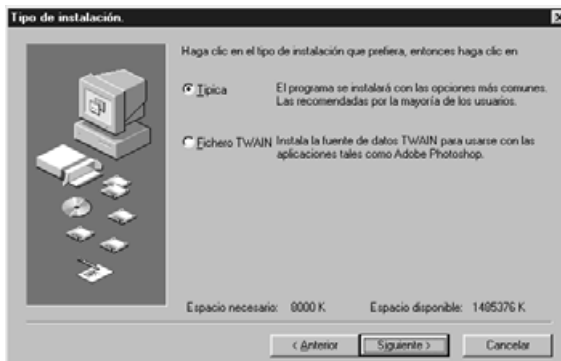 Tipo de instalación.
Haga clic en el tipo de instalación que prefiera, entonces haga clic en
Típica
El programa se instalará con las opciones más comunes.
Las recomendadas por la mayoría de los usuarios.
Fichero TWAIN
Instala la fuente de datos TWAIN para usarse con las
aplicaciones tales como Adobe Photoshop.
Espacio necesario: 8000 K Espacio disponible: 1485376 K
< Anterior Siguiente > Cancelar